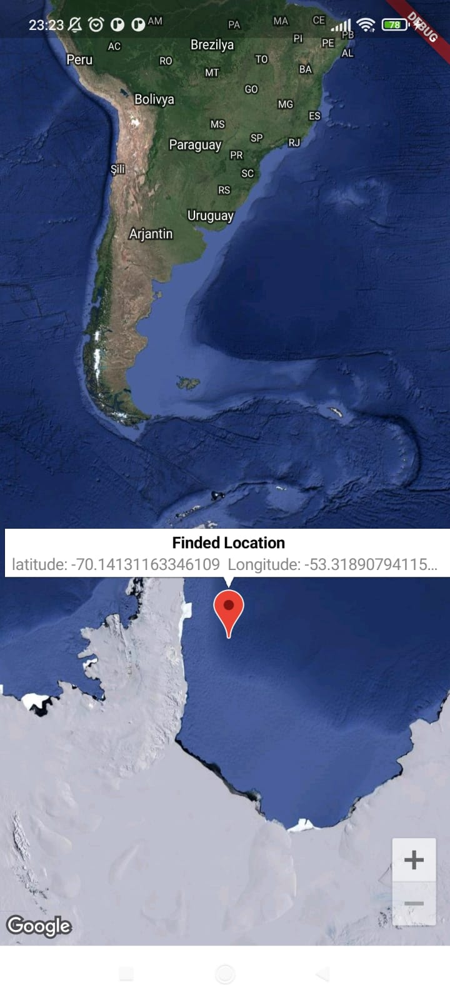 23:23
78
DEBUG
AM
PA
MA
CE
PI
PB
PE
AL
AC
Brezilya
Peru
RO
TO
MT
BA
GO
Bolivya
MG
ES
MS
SP
Paraguay
RJ
PR
Şili
SC
RS
Uruguay
Arjantin
Finded Location
latitude: -70.14131163346109 Longitude: -53.31890794115...
Google